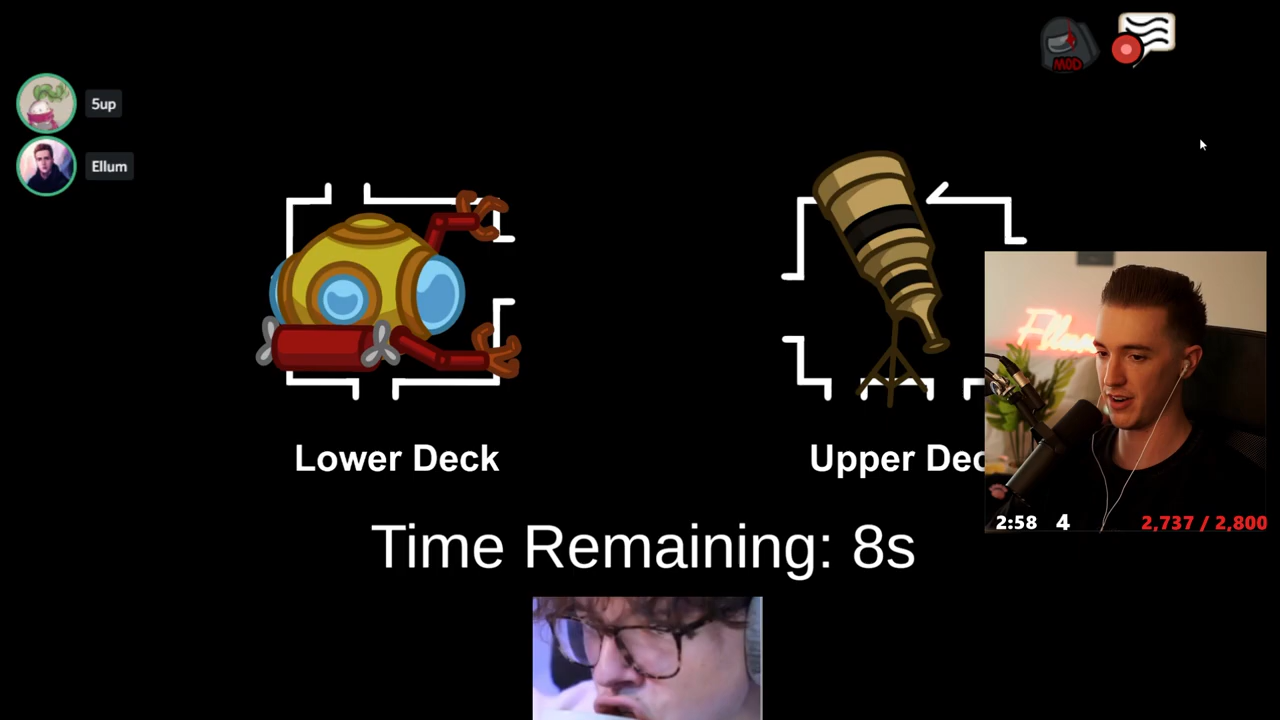 MOD
5up
Ellum
Lower Deck
Upper Dec
Time Remaining: 8s
2:58 4 2,737 / 2,800